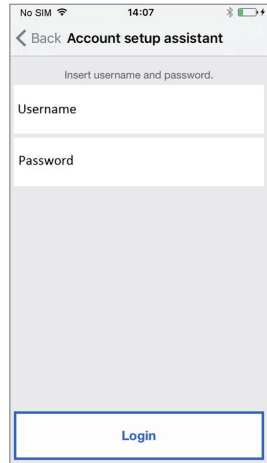 No SIM 14:07
Back Account setup assistant
Insert username and password.
Username
Password
Login